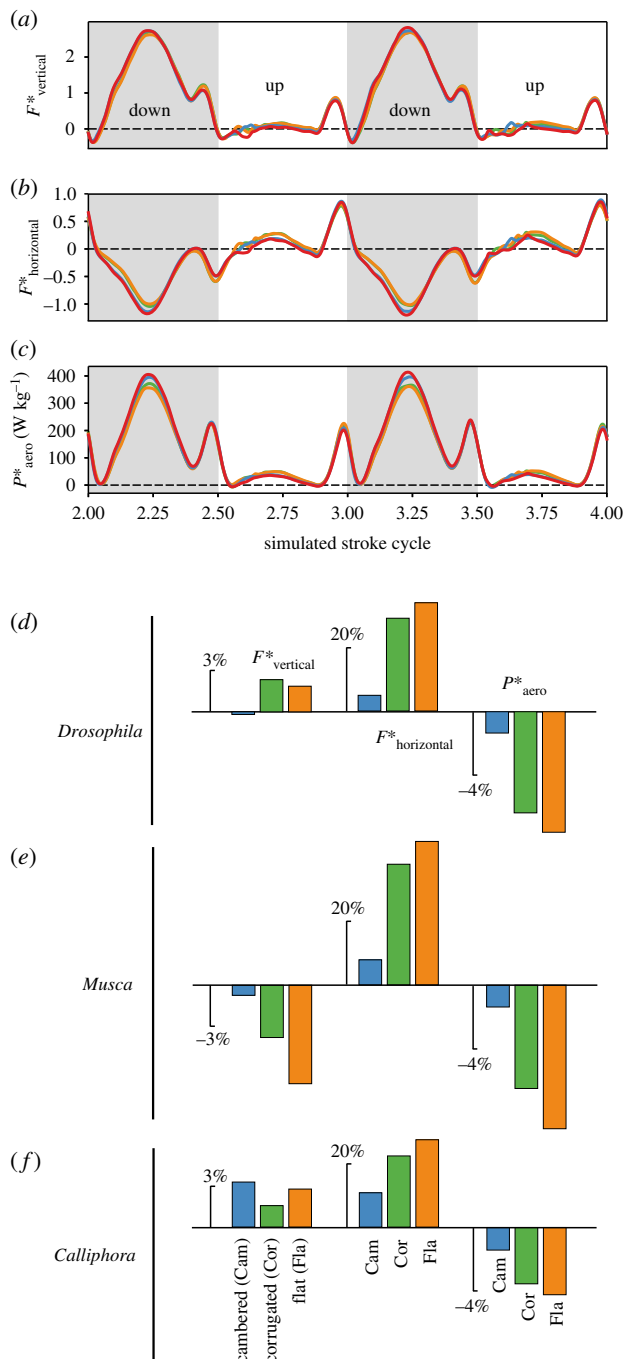 (a)
2
1
0
F*vertical
down
up
down
up
(b)
1.0
0.5
0
−0.5
−1.0
F*horizontal
(c)
400
300
200
100
0
P*aero (W kg−1)
2.00 2.25 2.50 2.75 3.00 3.25 3.50 3.75 4.00
simulated stroke cycle
(d)
Drosophila
3%
F*vertical
20%
F*horizontal
P*aero
−4%
(e)
Musca
−3%
20%
−4%
(f)
Calliphora
3%
cambered (Cam)
corrugated (Cor)
flat (Fla)
20%
Cam
Cor
Fla
−4%
Cam
Cor
Fla